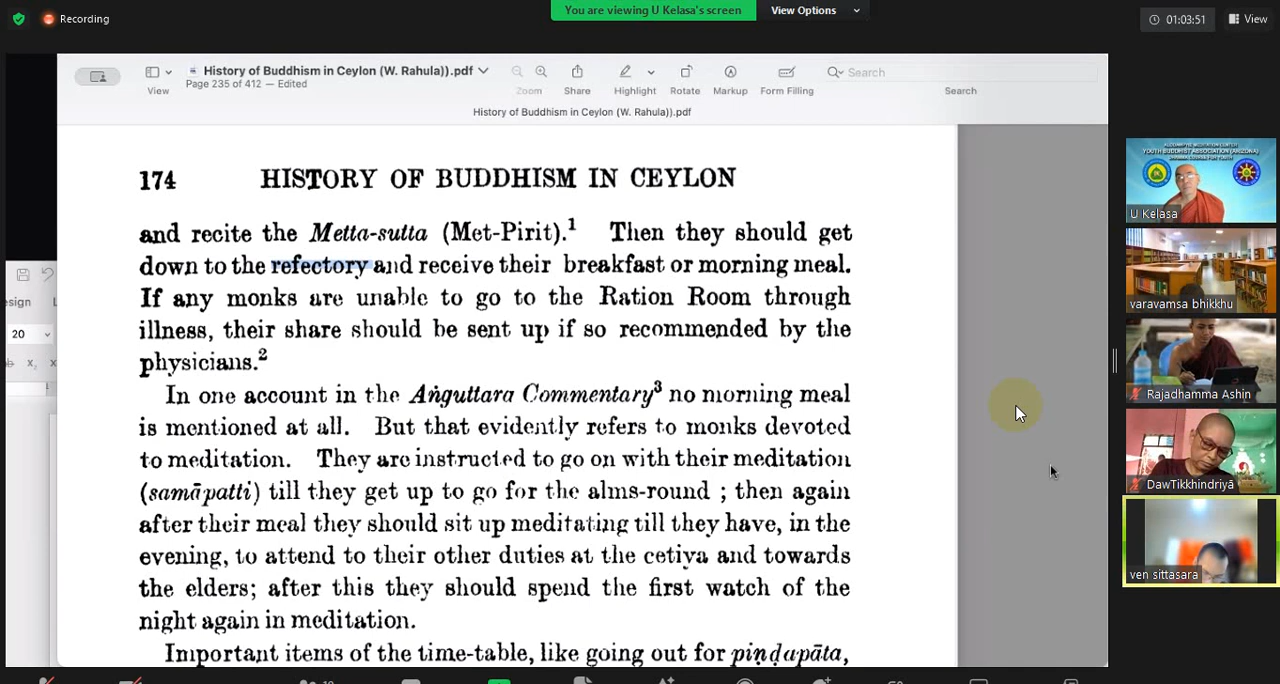 Recording
You are viewing U Kelasa's screen
View Options
01:03:51
View
View
History of Buddhism in Ceylon (W. Rahula)).pdf
Page 235 of 412 — Edited
Zoom
Share
Highlight
Rotate
Markup
Form Filling
Search
Search
History of Buddhism in Ceylon (W. Rahula)).pdf
174 HISTORY OF BUDDHISM IN CEYLON
and recite the Metta-sutta (Met-Pirit).¹ Then they should get
down to the refectory and receive their breakfast or morning meal.
If any monks are unable to go to the Ration Room through
illness, their share should be sent up if so recommended by the
physicians.²
In one account in the Aṅguttara Commentary³ no morning meal
is mentioned at all. But that evidently refers to monks devoted
to meditation. They are instructed to go on with their meditation
(samāpatti) till they get up to go for the alms-round ; then again
after their meal they should sit up meditating till they have, in the
evening, to attend to their other duties at the cetiya and towards
the elders; after this they should spend the first watch of the
night again in meditation.
Important items of the time-table, like going out for piṇḍapāta,
esign
20
YOUTH BUDDHIST ASSOCIATION (ARIZONA)
U Kelasa
varavamsa bhikkhu
Rajadhamma Ashin
DawTikkhindriyā
ven sittasara